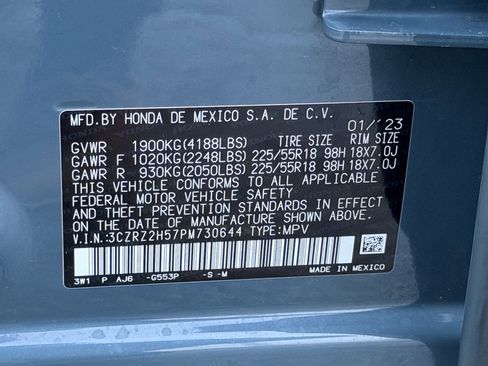 MFD. BY HONDA DE MEXICO S.A. DE C.V.
01/23
GVWR 1900KG(4188LBS) TIRE SIZE RIM SIZE
GAWR F 1020KG(2248LBS) 225/55R18 98H 18X7.0J
GAWR R 930KG(2050LBS) 225/55R18 98H 18X7.0J
THIS VEHICLE CONFORMS TO ALL APPLICABLE
FEDERAL MOTOR VEHICLE SAFETY, BUMPER,
AND THEFT PREVENTION STANDARDS IN EFFECT
ON THE DATE OF MANUFACTURE SHOWN ABOVE.
V.I.N.:3CZRZ2H57PM730644 TYPE:MPV
3W1 P AJ6 -G553P -S -M
MADE IN MEXICO